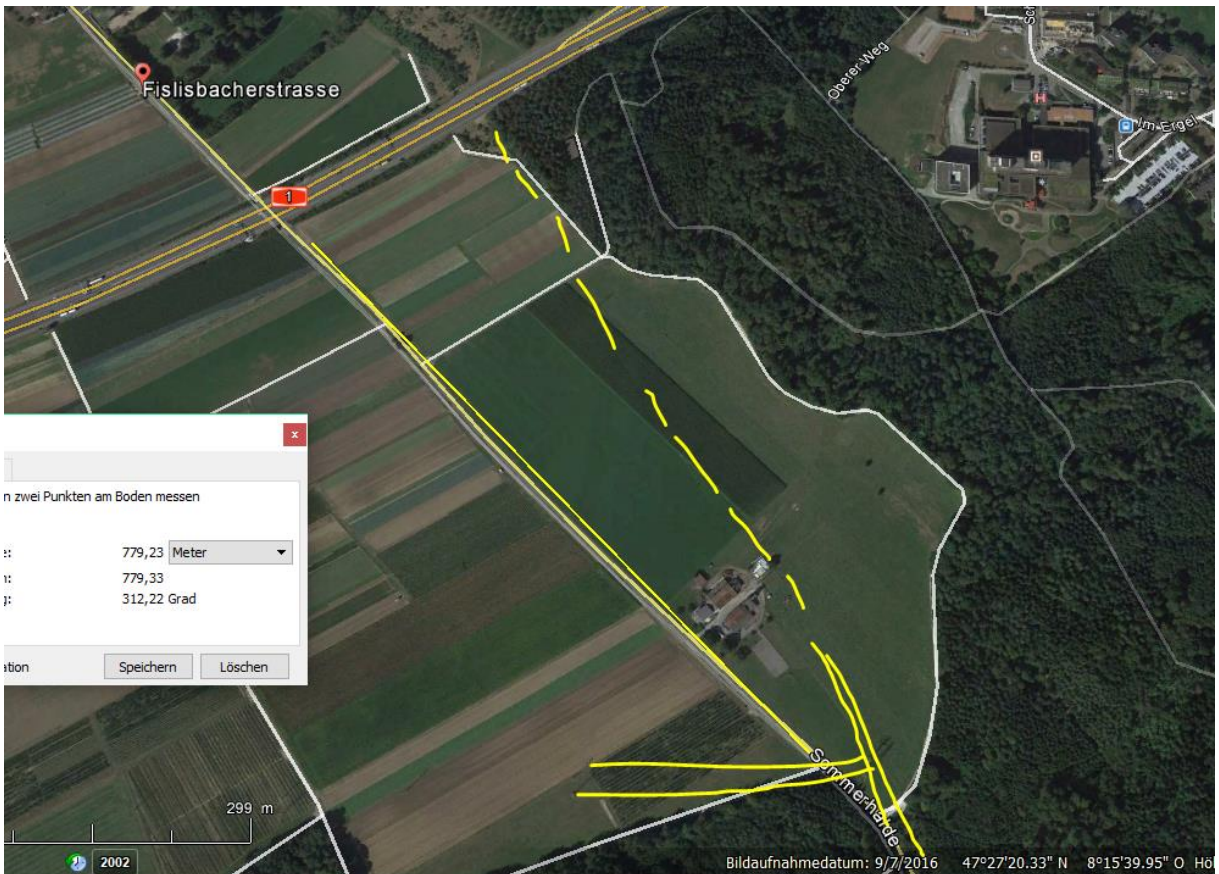 Fislisbacherstrasse
Oberer Weg
H
Im Ergel
1
x
n zwei Punkten am Boden messen
779,23 Meter
779,33
312,22 Grad
ation Speichern Löschen
Sommerhalde
299 m
2002
Bildaufnahmedatum: 9/7/2016 47°27'20.33" N 8°15'39.95" O Höl